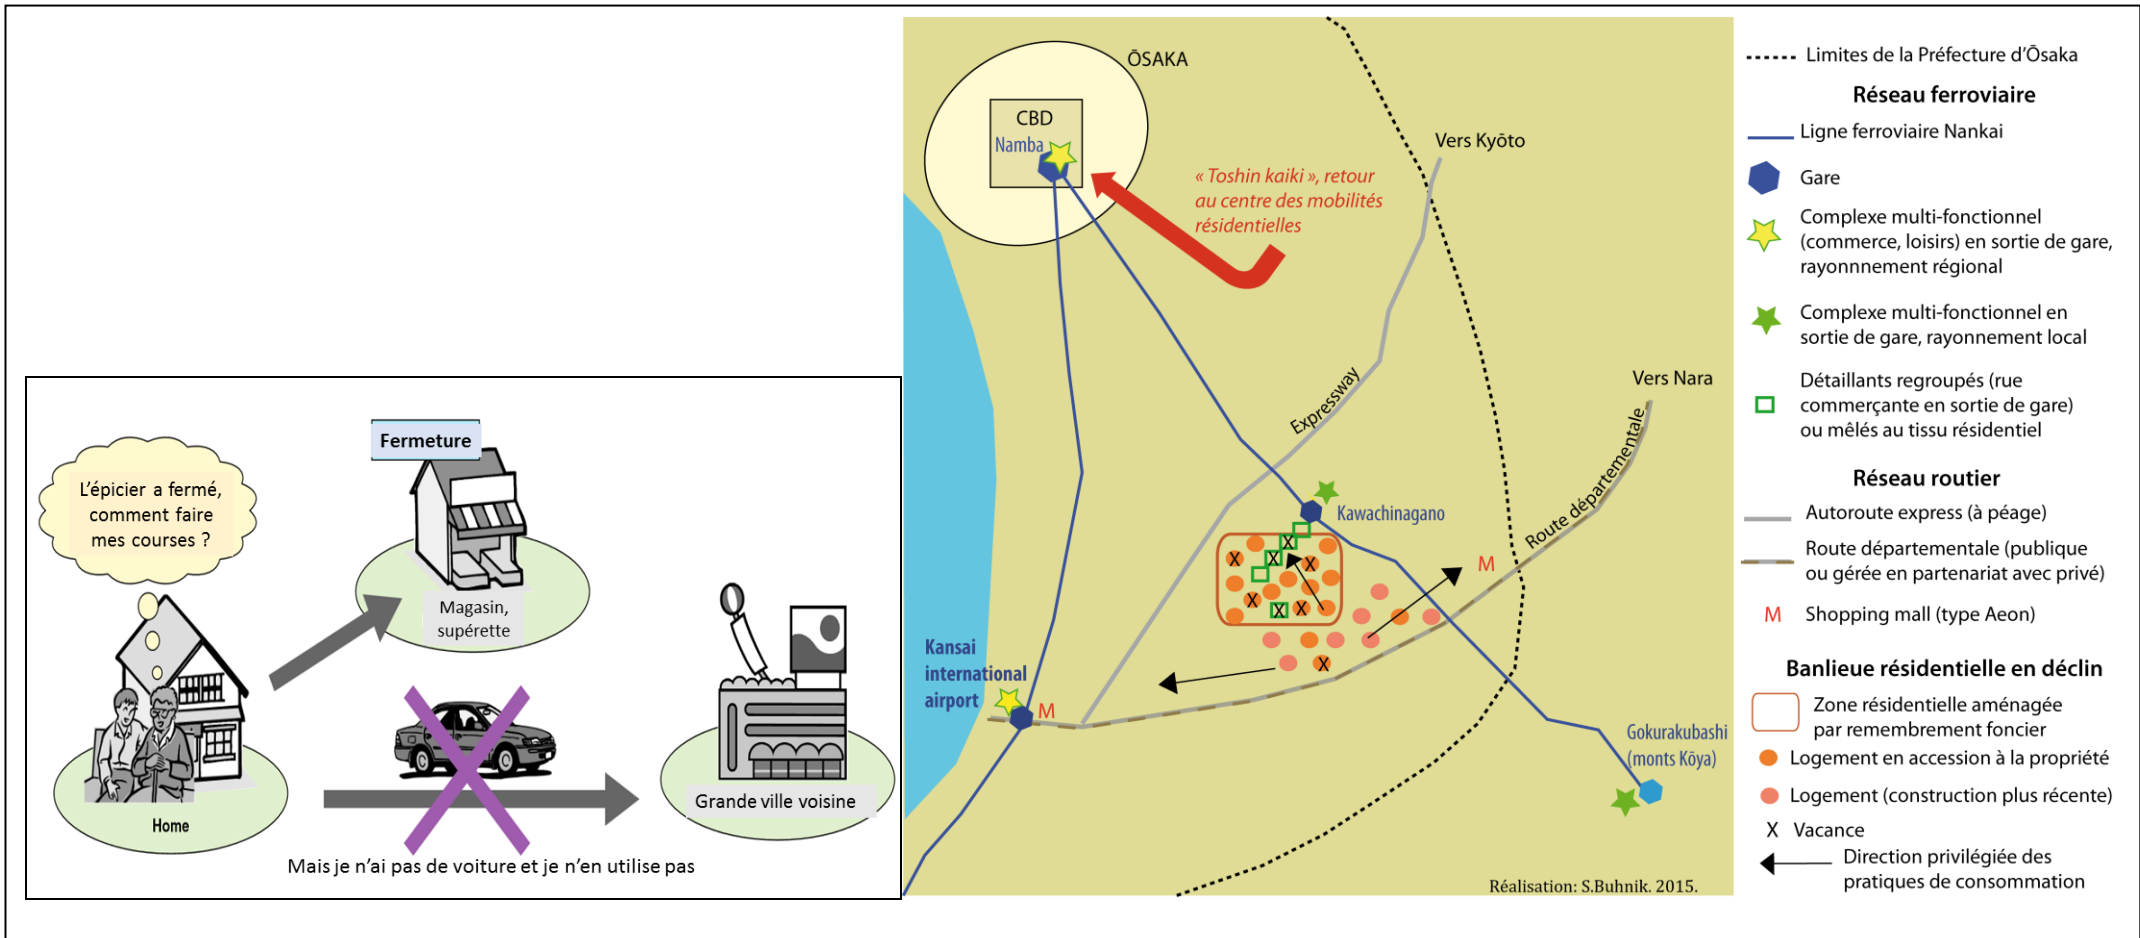 Fermeture
L'épicier a fermé,
comment faire
mes courses ?
Magasin,
supérette
Home
Grande ville voisine
Mais je n'ai pas de voiture et je n'en utilise pas
ŌSAKA
CBD
Namba
« Toshin kaiki », retour
au centre des mobilités
résidentielles
Vers Kyōto
Expressway
Vers Nara
Route départementale
Kawachinagano
M
Kansai
international
airport
M
Gokurakubashi
(monts Kōya)
X
X
X
X
X
X
X
X
Réalisation: S.Buhnik. 2015.
Limites de la Préfecture d'Ōsaka
Réseau ferroviaire
Ligne ferroviaire Nankai
Gare
Complexe multi-fonctionnel
(commerce, loisirs) en sortie de gare,
rayonnnement régional
Complexe multi-fonctionnel en
sortie de gare, rayonnement local
Détaillants regroupés (rue
commerçante en sortie de gare)
ou mêlés au tissu résidentiel
Réseau routier
Autoroute express (à péage)
Route départementale (publique
ou gérée en partenariat avec privé)
M Shopping mall (type Aeon)
Banlieue résidentielle en déclin
Zone résidentielle aménagée
par remembrement foncier
Logement en accession à la propriété
Logement (construction plus récente)
X Vacance
Direction privilégiée des
pratiques de consommation